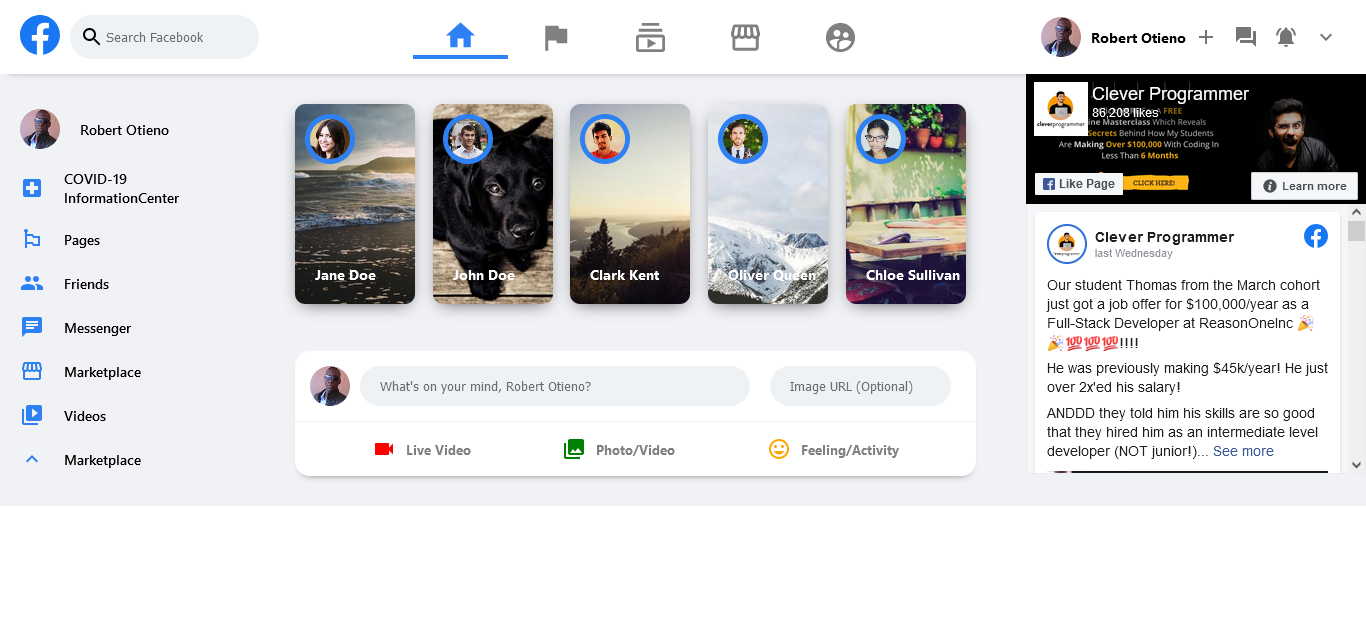 Search Facebook
Robert Otieno
Robert Otieno
COVID-19
InformationCenter
Pages
Friends
Messenger
Marketplace
Videos
Marketplace
Jane Doe
John Doe
Clark Kent
Oliver Queen
Chloe Sullivan
What's on your mind, Robert Otieno?
Image URL (Optional)
Live Video
Photo/Video
Feeling/Activity
Clever Programmer
86,208 likes
cleverprogrammer
FREE
ine Masterclass Which Reveals
Secrets Behind How My Students
Are Making Over $100,000 With Coding In
Less Than 6 Months
Like Page
CLICK HERE!
Learn more
Clever Programmer
last Wednesday
Our student Thomas from the March cohort
just got a job offer for $100,000/year as a
Full-Stack Developer at ReasonOneInc 🎉
🎉💯💯💯!!!!
He was previously making $45k/year! He just
over 2x'ed his salary!
ANDDD they told him his skills are so good
that they hired him as an intermediate level
developer (NOT junior!)... See more